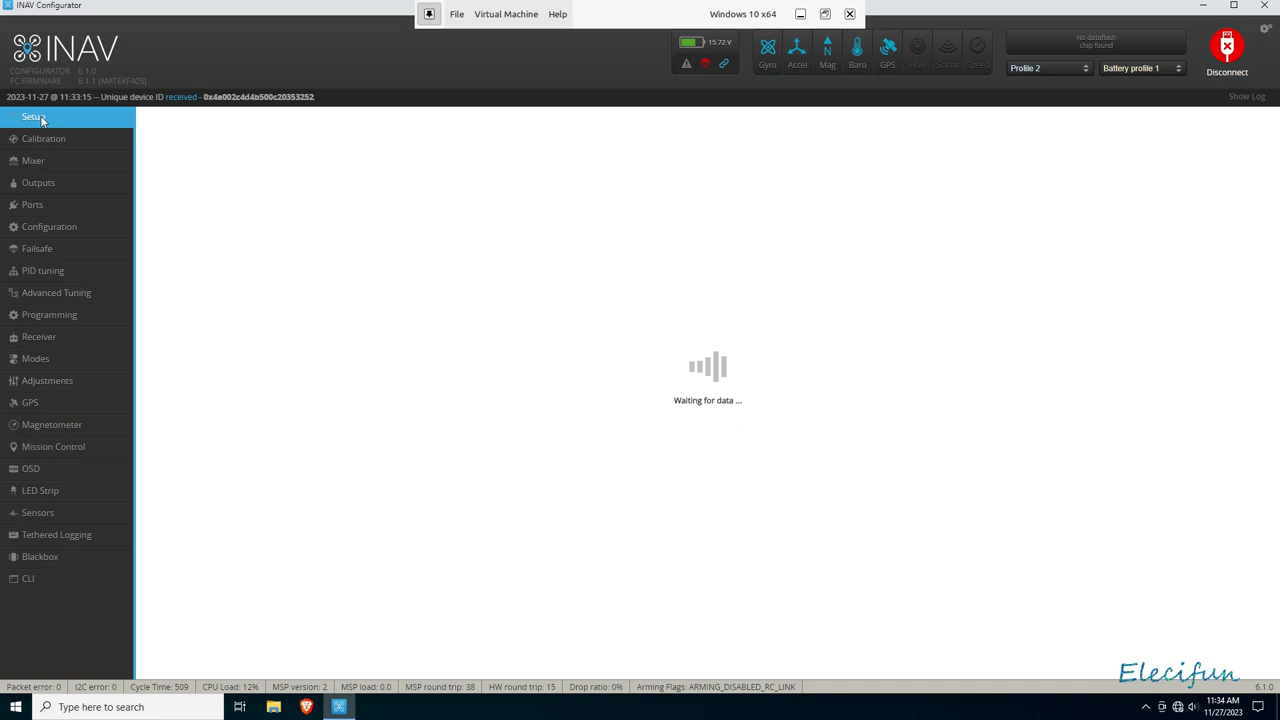 INAV Configurator
File Virtual Machine Help Windows 10 x64
INAV
CONFIGURATOR 6.1.0
FC FIRMWARE 6.1.1 [MATEKF405]
15.72 V
Gyro Accel Mag Baro GPS Flow Sonar Speed
No dataflash
chip found
Profile 2 Battery profile 1
Disconnect
2023-11-27 @ 11:33:15 -- Unique device ID received - 0x4a002c4d4b500c20353252
Show Log
Setup
Calibration
Mixer
Outputs
Ports
Configuration
Failsafe
PID tuning
Advanced Tuning
Programming
Receiver
Modes
Adjustments
GPS
Magnetometer
Mission Control
OSD
LED Strip
Sensors
Tethered Logging
Blackbox
CLI
Waiting for data ...
Elecifun
Packet error: 0 I2C error: 0 Cycle Time: 509 CPU Load: 12% MSP version: 2 MSP load: 0.0 MSP round trip: 38 HW round trip: 15 Drop ratio: 0% Arming Flags: ARMING_DISABLED_RC_LINK 6.1.0
Type here to search
11:34 AM
11/27/2023